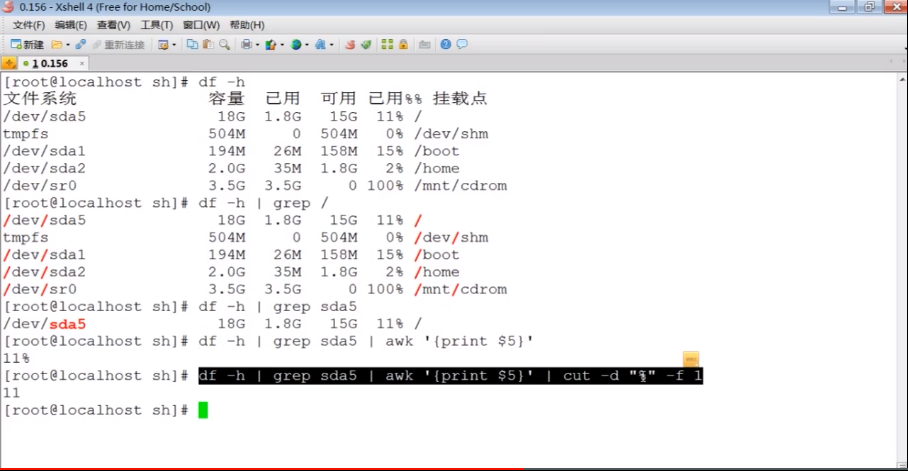 0.156 - Xshell 4 (Free for Home/School)
文件(F) 编辑(E) 查看(V) 工具(T) 窗口(W) 帮助(H)
新建 重新连接
1 0.156
[root@localhost sh]# df -h
文件系统 容量 已用 可用 已用%% 挂载点
/dev/sda5 18G 1.8G 15G 11% /
tmpfs 504M 0 504M 0% /dev/shm
/dev/sda1 194M 26M 158M 15% /boot
/dev/sda2 2.0G 35M 1.8G 2% /home
/dev/sr0 3.5G 3.5G 0 100% /mnt/cdrom
[root@localhost sh]# df -h | grep /
/dev/sda5 18G 1.8G 15G 11% /
tmpfs 504M 0 504M 0% /dev/shm
/dev/sda1 194M 26M 158M 15% /boot
/dev/sda2 2.0G 35M 1.8G 2% /home
/dev/sr0 3.5G 3.5G 0 100% /mnt/cdrom
[root@localhost sh]# df -h | grep sda5
/dev/sda5 18G 1.8G 15G 11% /
[root@localhost sh]# df -h | grep sda5 | awk '{print $5}'
11%
[root@localhost sh]# df -h | grep sda5 | awk '{print $5}' | cut -d "%" -f 1
11
[root@localhost sh]#